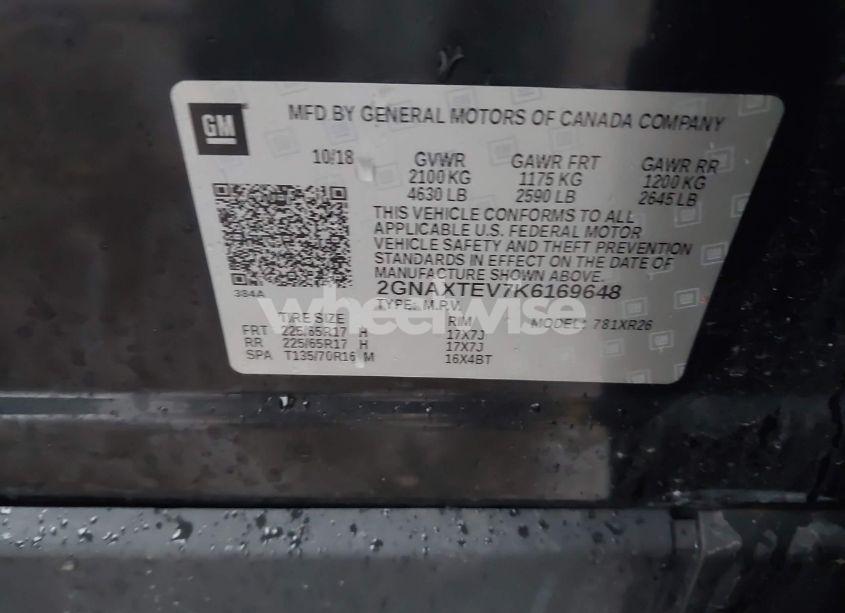 GM
MFD BY GENERAL MOTORS OF CANADA COMPANY
10/18 GVWR GAWR FRT GAWR RR
2100 KG 1175 KG 1200 KG
4630 LB 2590 LB 2645 LB
THIS VEHICLE CONFORMS TO ALL
APPLICABLE U.S. FEDERAL MOTOR
VEHICLE SAFETY AND THEFT PREVENTION
STANDARDS IN EFFECT ON THE DATE OF
MANUFACTURE SHOWN ABOVE.
384A
2GNAXTEV7K6169648
TYPE: M.P.V.
wheelwise
TIRE SIZE RIM MODEL: 781XR26
FRT 225/65R17 H 17X7J
RR 225/65R17 H 17X7J
SPA T135/70R16 M 16X4BT